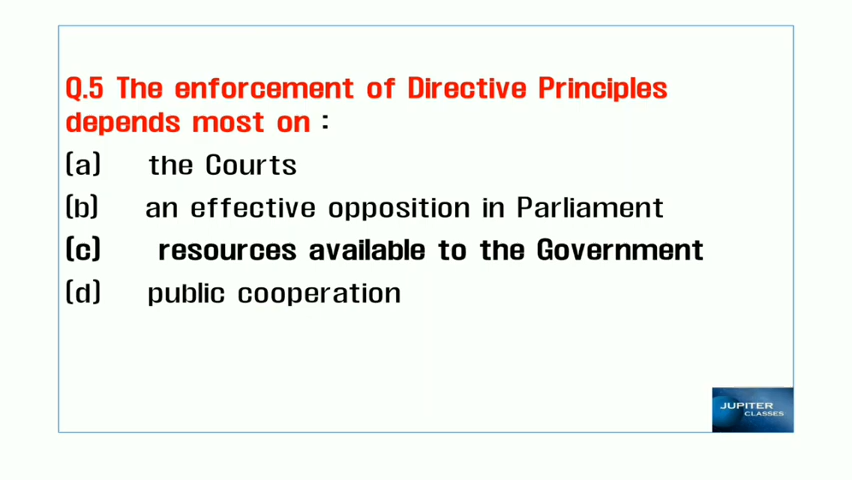 Q.5 The enforcement of Directive Principles
depends most on :
(a) the Courts
(b) an effective opposition in Parliament
(c) resources available to the Government
(d) public cooperation
JUPITER
CLASSES